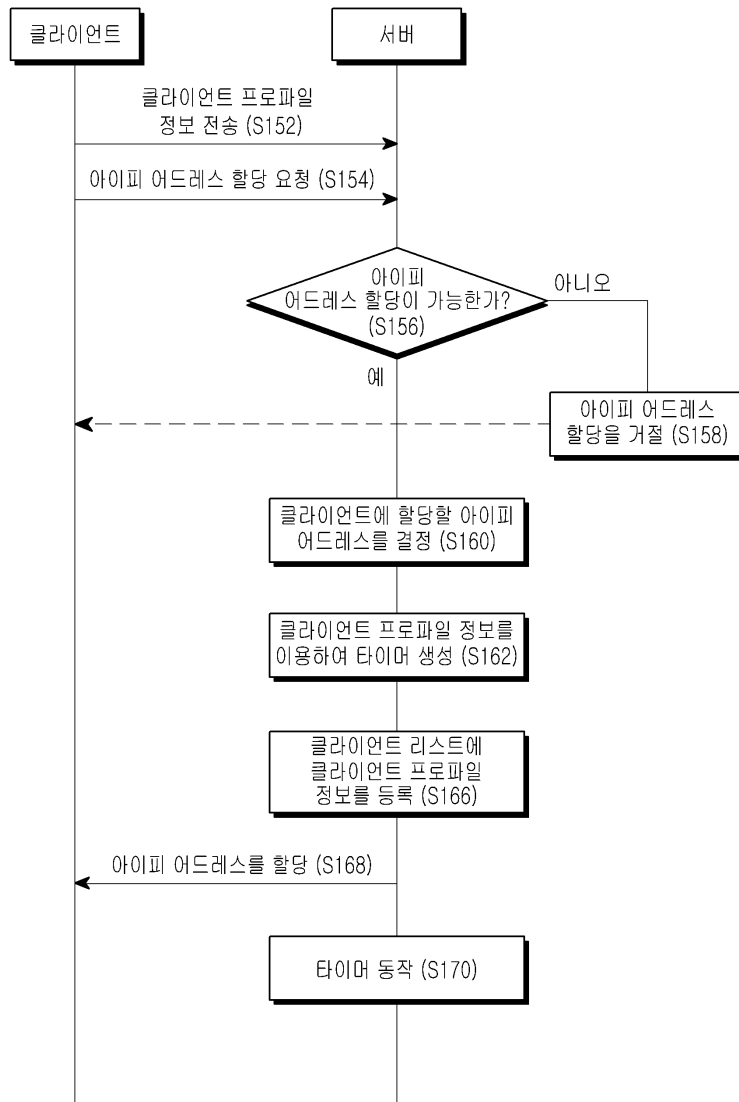 클라이언트
서버
클라이언트 프로파일
정보 전송 (S152)
아이피 어드레스 할당 요청 (S154)
아이피
어드레스 할당이 가능한가?
(S156)
아니오
예
아이피 어드레스
할당을 거절 (S158)
클라이언트에 할당할 아이피
어드레스를 결정 (S160)
클라이언트 프로파일 정보를
이용하여 타이머 생성 (S162)
클라이언트 리스트에
클라이언트 프로파일
정보를 등록 (S166)
아이피 어드레스를 할당 (S168)
타이머 동작 (S170)